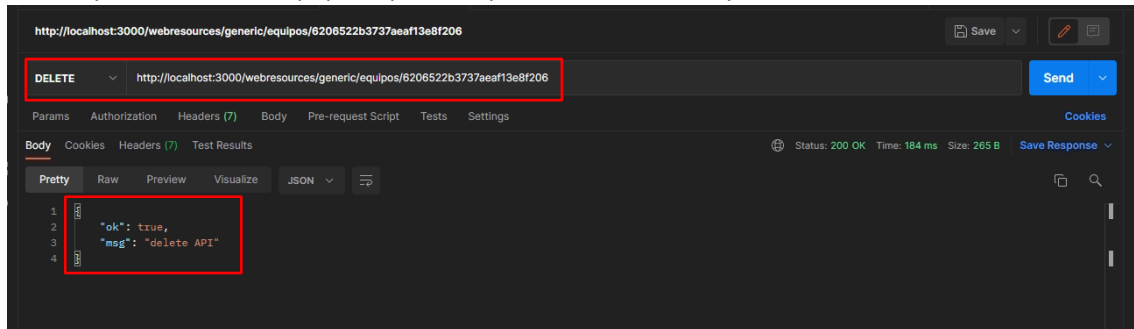 http://localhost:3000/webresources/generic/equipos/6206522b3737aeaf13e8f206 Save
DELETE http://localhost:3000/webresources/generic/equipos/6206522b3737aeaf13e8f206 Send
Params Authorization Headers (7) Body Pre-request Script Tests Settings Cookies
Body Cookies Headers (7) Test Results Status: 200 OK Time: 184 ms Size: 265 B Save Response
Pretty Raw Preview Visualize JSON
1 {
2 "ok": true,
3 "msg": "delete API"
4 }